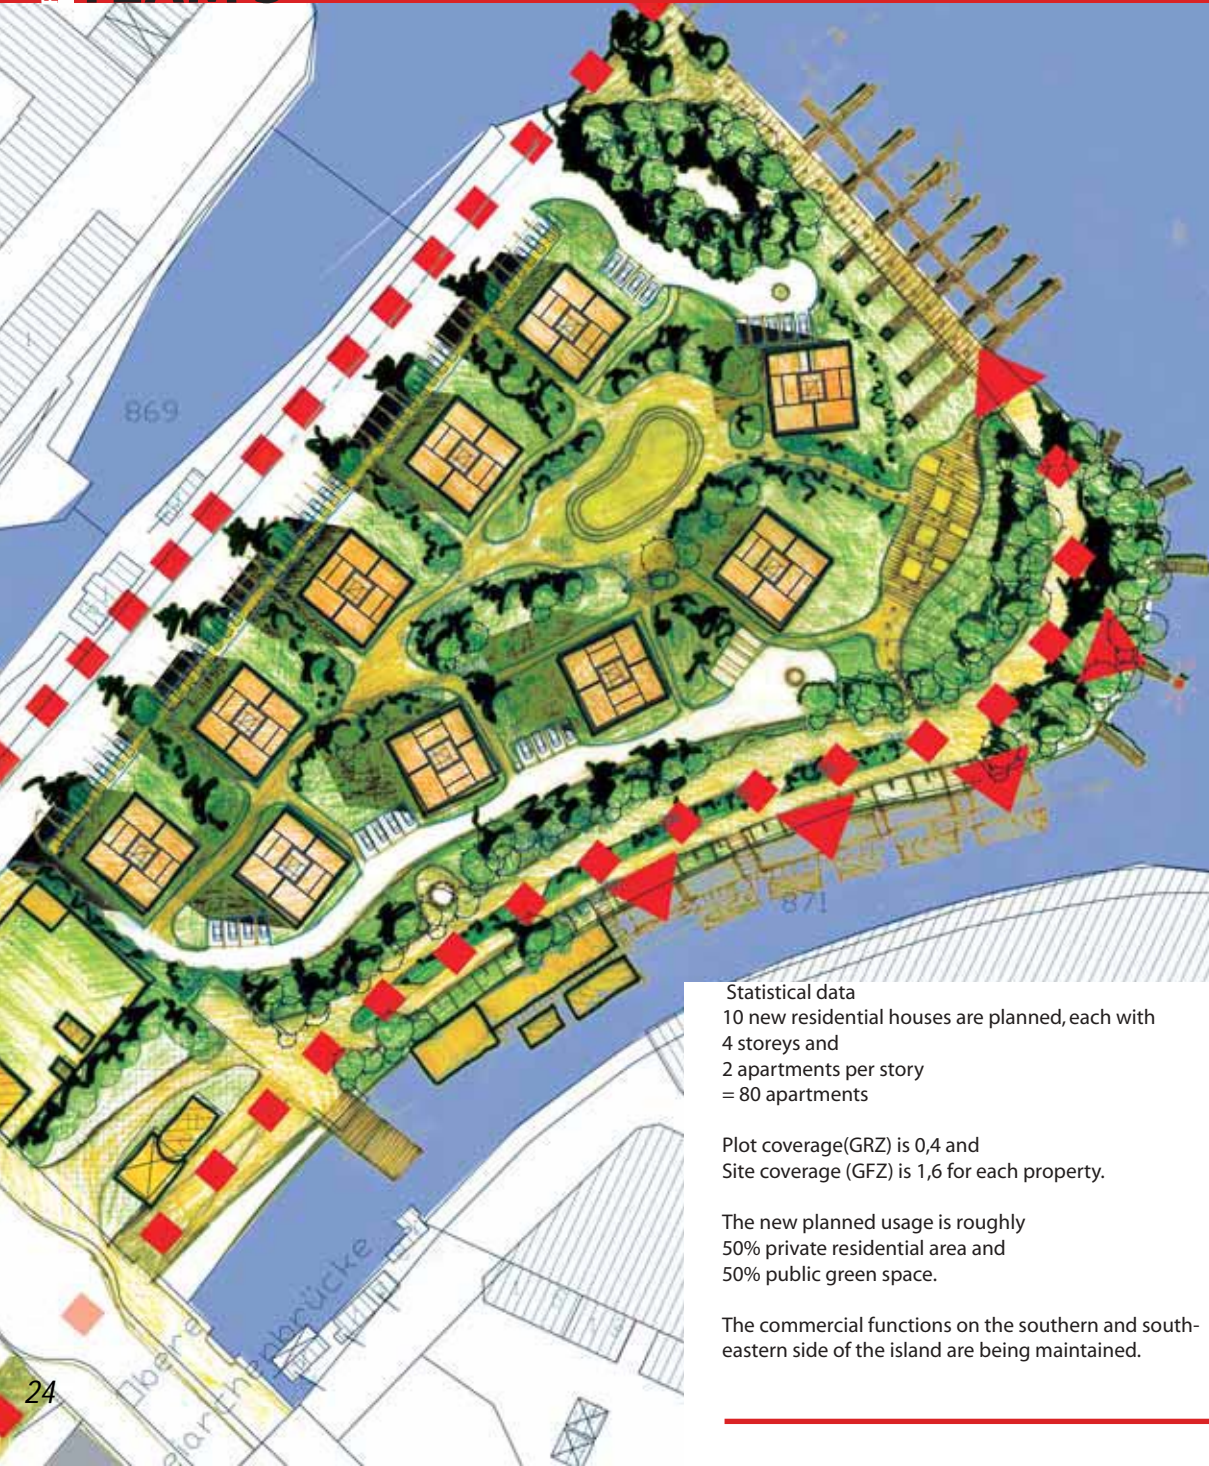 869
871
Statistical data
10 new residential houses are planned, each with
4 storeys and
2 apartments per story
= 80 apartments
Plot coverage(GRZ) is 0,4 and
Site coverage (GFZ) is 1,6 for each property.
The new planned usage is roughly
50% private residential area and
50% public green space.
The commercial functions on the southern and south-
eastern side of the island are being maintained.
Obere
24